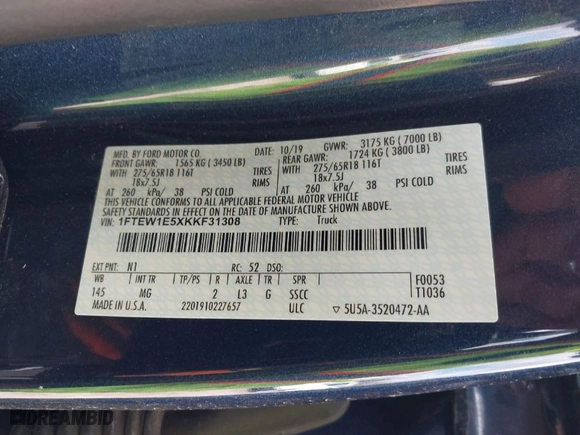 MFD. BY FORD MOTOR CO. DATE: 10/19 GVWR: 3175 KG ( 7000 LB)
FRONT GAWR: 1565 KG ( 3450 LB) REAR GAWR: 1724 KG ( 3800 LB)
WITH 275/65R18 116T TIRES WITH 275/65R18 116T TIRES
18x7.5J RIMS 18x7.5J RIMS
AT 260 kPa/ 38 PSI COLD AT 260 kPa/ 38 PSI COLD
THIS VEHICLE CONFORMS TO ALL APPLICABLE FEDERAL MOTOR VEHICLE SAFETY AND THEFT PREVENTION STANDARDS IN EFFECT ON THE DATE OF MANUFACTURE SHOWN ABOVE.
VIN: 1FTEW1E5XKKF31308 TYPE: Truck
EXT PNT: N1 RC: 52 DSO: F0053
WB INT TR TP/PS R AXLE TR SPR T1036
145 MG 2 L3 G SSCC
MADE IN U.S.A. 2201910227657 ULC 5U5A-3520472-AA
DREAMBID